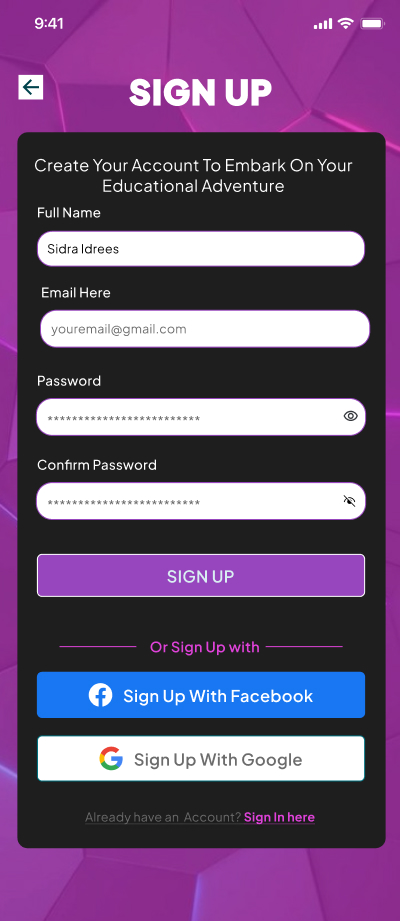 9:41
SIGN UP
Create Your Account To Embark On Your
Educational Adventure
Full Name
Sidra Idrees
Email Here
youremail@gmail.com
Password
*************************
Confirm Password
*************************
SIGN UP
Or Sign Up with
Sign Up With Facebook
Sign Up With Google
Already have an Account? Sign In here